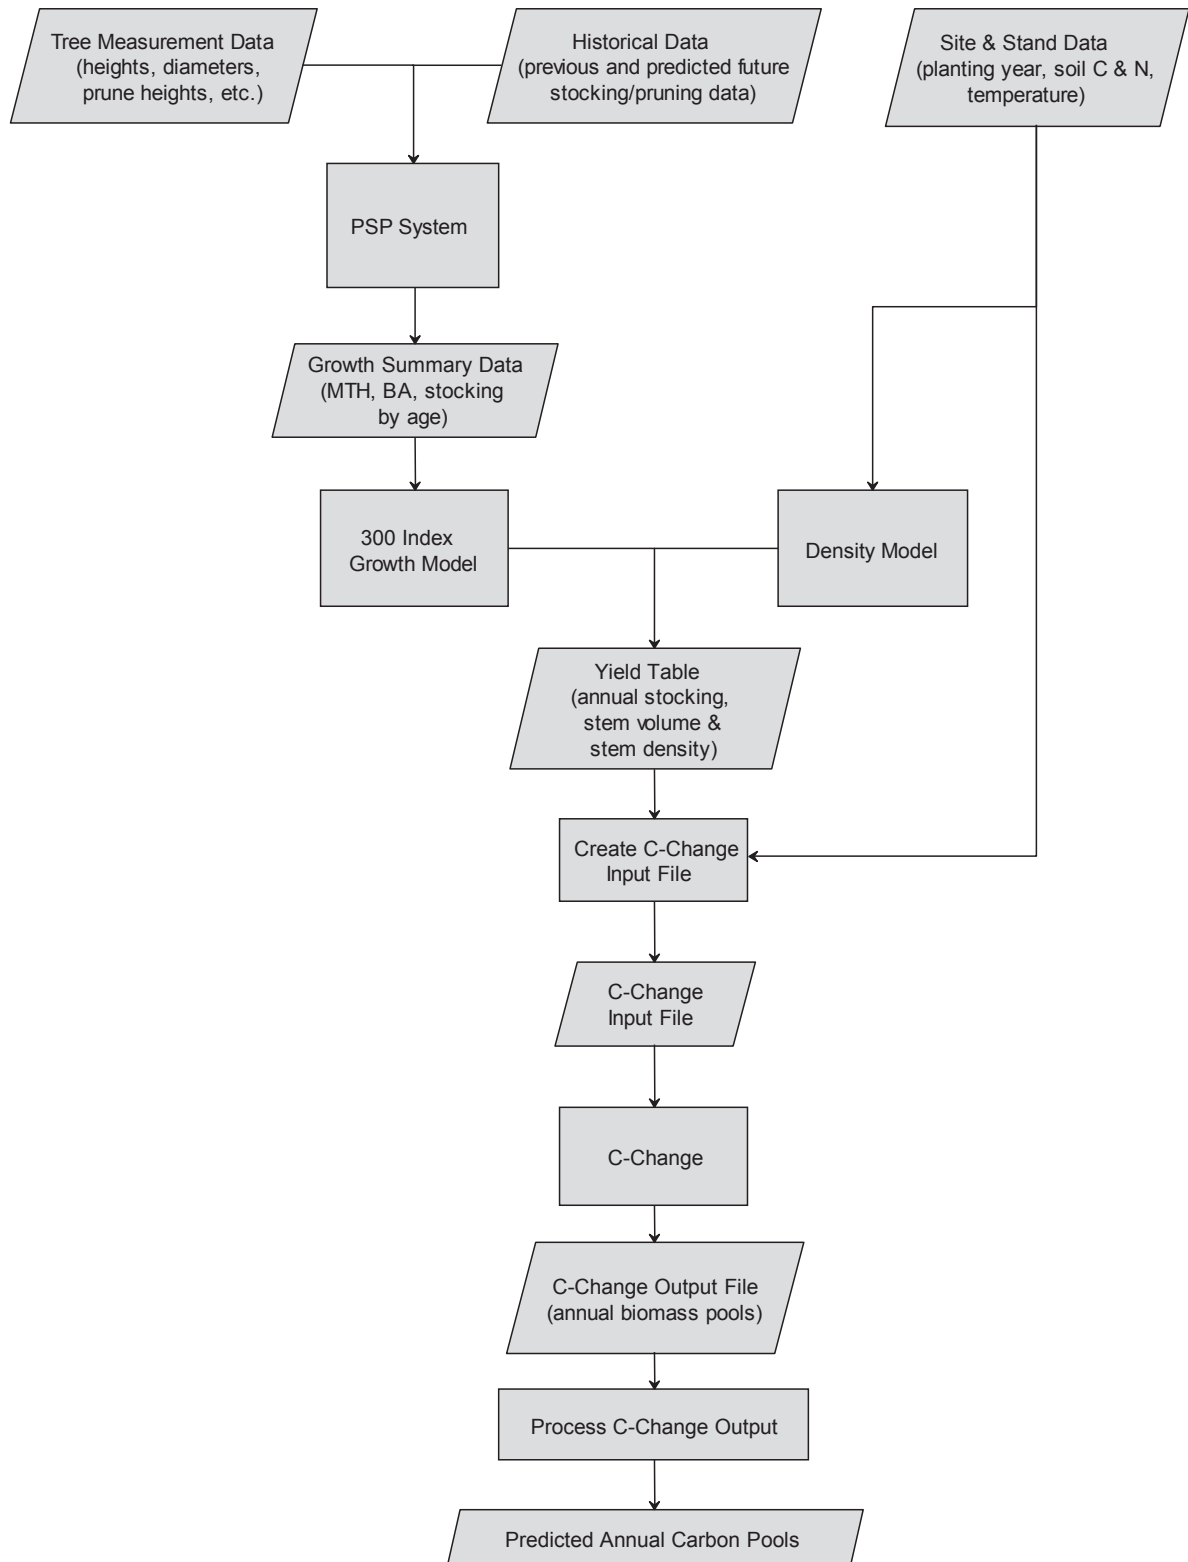 Tree Measurement Data
(heights, diameters,
prune heights, etc.)
Historical Data
(previous and predicted future
stocking/pruning data)
Site & Stand Data
(planting year, soil C & N,
temperature)
PSP System
Growth Summary Data
(MTH, BA, stocking
by age)
300 Index
Growth Model
Density Model
Yield Table
(annual stocking,
stem volume &
stem density)
Create C-Change
Input File
C-Change
Input File
C-Change
C-Change Output File
(annual biomass pools)
Process C-Change Output
Predicted Annual Carbon Pools